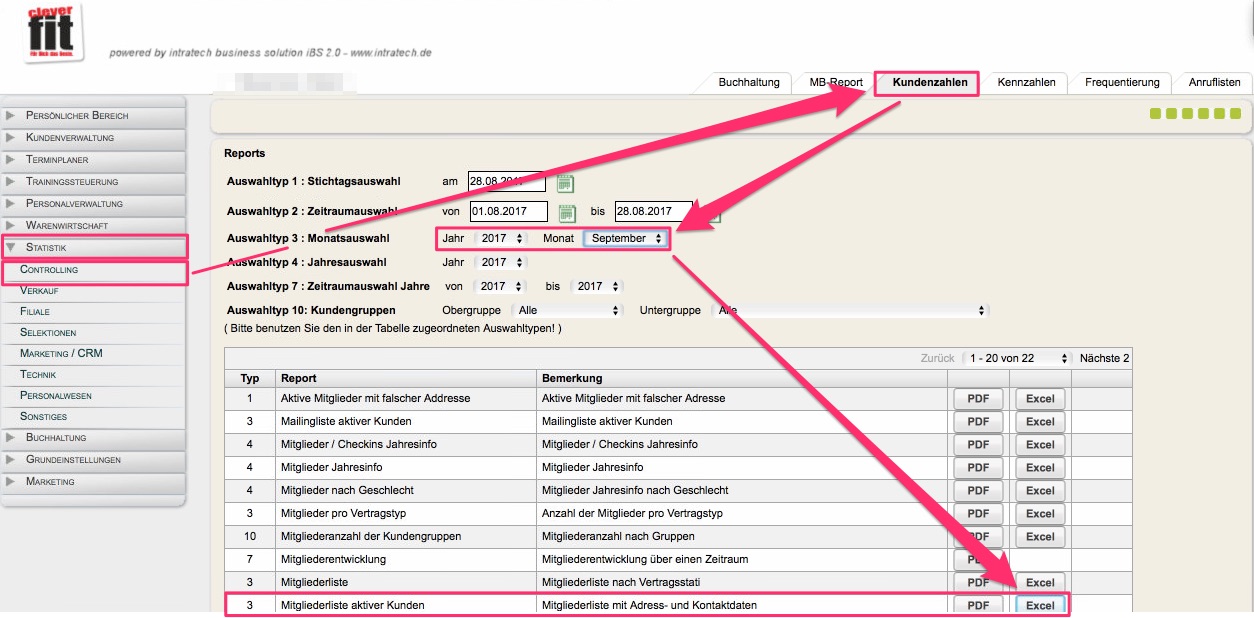 clever
fit
Für dich das Beste.
powered by intratech business solution iBS 2.0 - www.intratech.de
Buchhaltung MB-Report Kundenzahlen Kennzahlen Frequentierung Anruflisten
Persönlicher Bereich
Kundenverwaltung
Terminplaner
Trainingssteuerung
Personalverwaltung
Warenwirtschaft
Statistik
Controlling
Verkauf
Filiale
Selektionen
Marketing / CRM
Technik
Personalwesen
Sonstiges
Buchhaltung
Grundeinstellungen
Marketing
Reports
Auswahltyp 1 : Stichtagsauswahl am 28.08.2017
Auswahltyp 2 : Zeitraumauswahl von 01.08.2017 bis 28.08.2017
Auswahltyp 3 : Monatsauswahl Jahr 2017 Monat September
Auswahltyp 4 : Jahresauswahl Jahr 2017
Auswahltyp 7 : Zeitraumauswahl Jahre von 2017 bis 2017
Auswahltyp 10: Kundengruppen Obergruppe Alle Untergruppe Alle
( Bitte benutzen Sie den in der Tabelle zugeordneten Auswahltypen! )
Zurück 1 - 20 von 22 Nächste 2
Typ Report Bemerkung
1 Aktive Mitglieder mit falscher Addresse Aktive Mitglieder mit falscher Adresse PDF Excel
3 Mailingliste aktiver Kunden Mailingliste aktiver Kunden PDF Excel
4 Mitglieder / Checkins Jahresinfo Mitglieder / Checkins Jahresinfo PDF Excel
4 Mitglieder Jahresinfo Mitglieder Jahresinfo PDF Excel
4 Mitglieder nach Geschlecht Mitglieder Jahresinfo nach Geschlecht PDF Excel
3 Mitglieder pro Vertragstyp Anzahl der Mitglieder pro Vertragstyp PDF Excel
10 Mitgliederanzahl der Kundengruppen Mitgliederanzahl nach Gruppen PDF Excel
7 Mitgliederentwicklung Mitgliederentwicklung über einen Zeitraum PDF
3 Mitgliederliste Mitgliederliste nach Vertragsstati PDF Excel
3 Mitgliederliste aktiver Kunden Mitgliederliste mit Adress- und Kontaktdaten PDF Excel